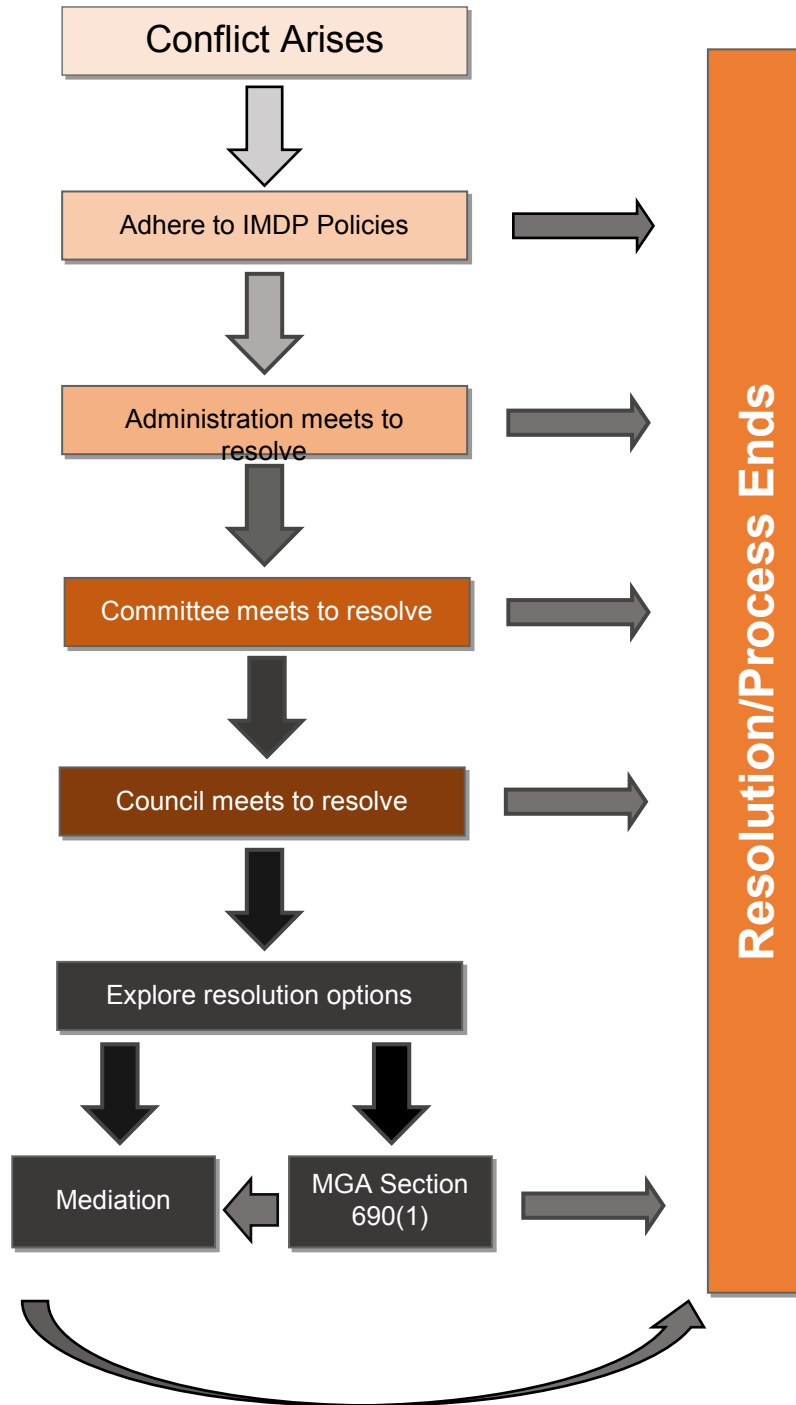 Conflict Arises
Adhere to IMDP Policies
Administration meets to
resolve
Committee meets to resolve
Council meets to resolve
Explore resolution options
Mediation
MGA Section
690(1)
Resolution/Process Ends